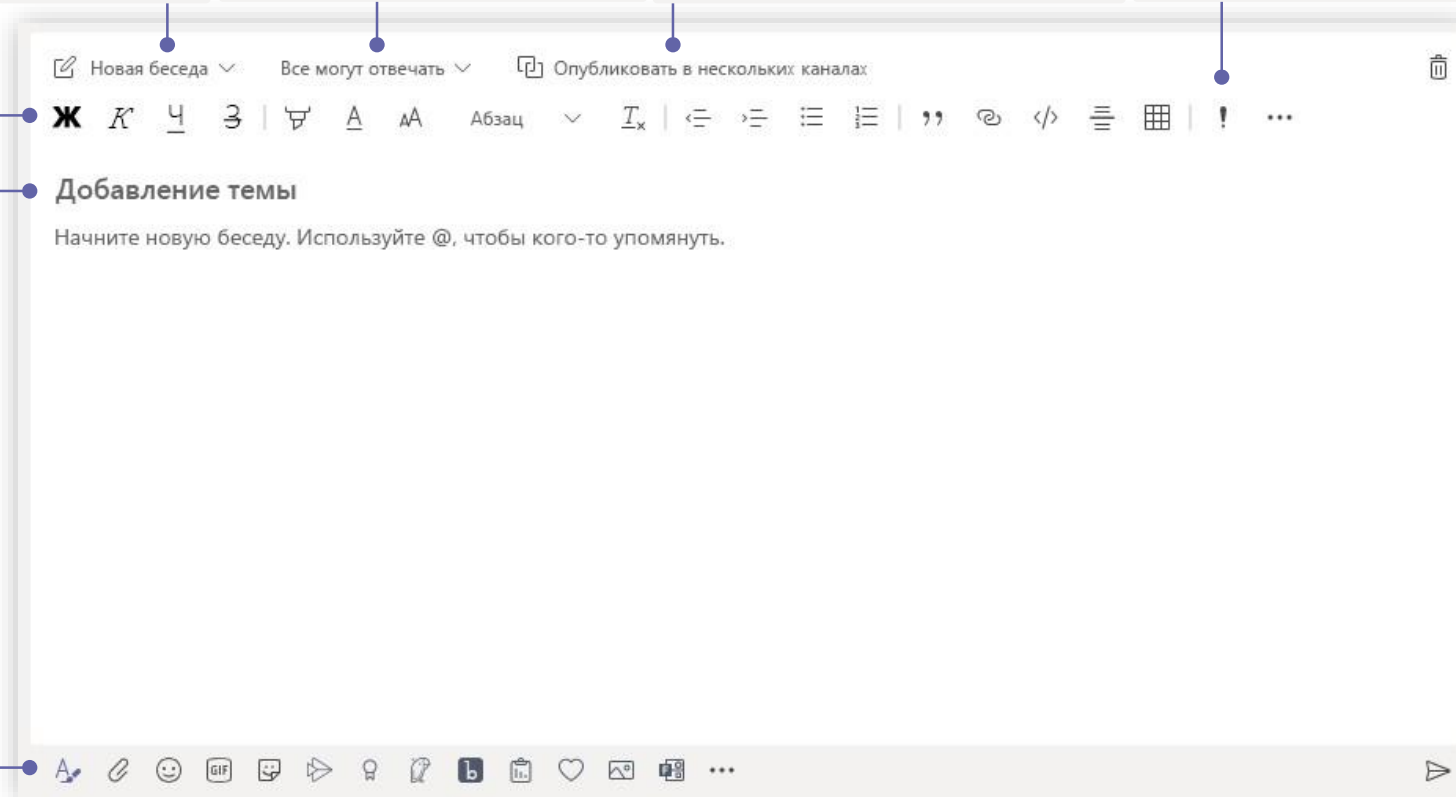 Новая беседа Все могут отвечать Опубликовать в нескольких каналах
Ж К Ч З А АА Абзац Tx ! ...
Добавление темы
Начните новую беседу. Используйте @, чтобы кого-то упомянуть.
A GIF b ...